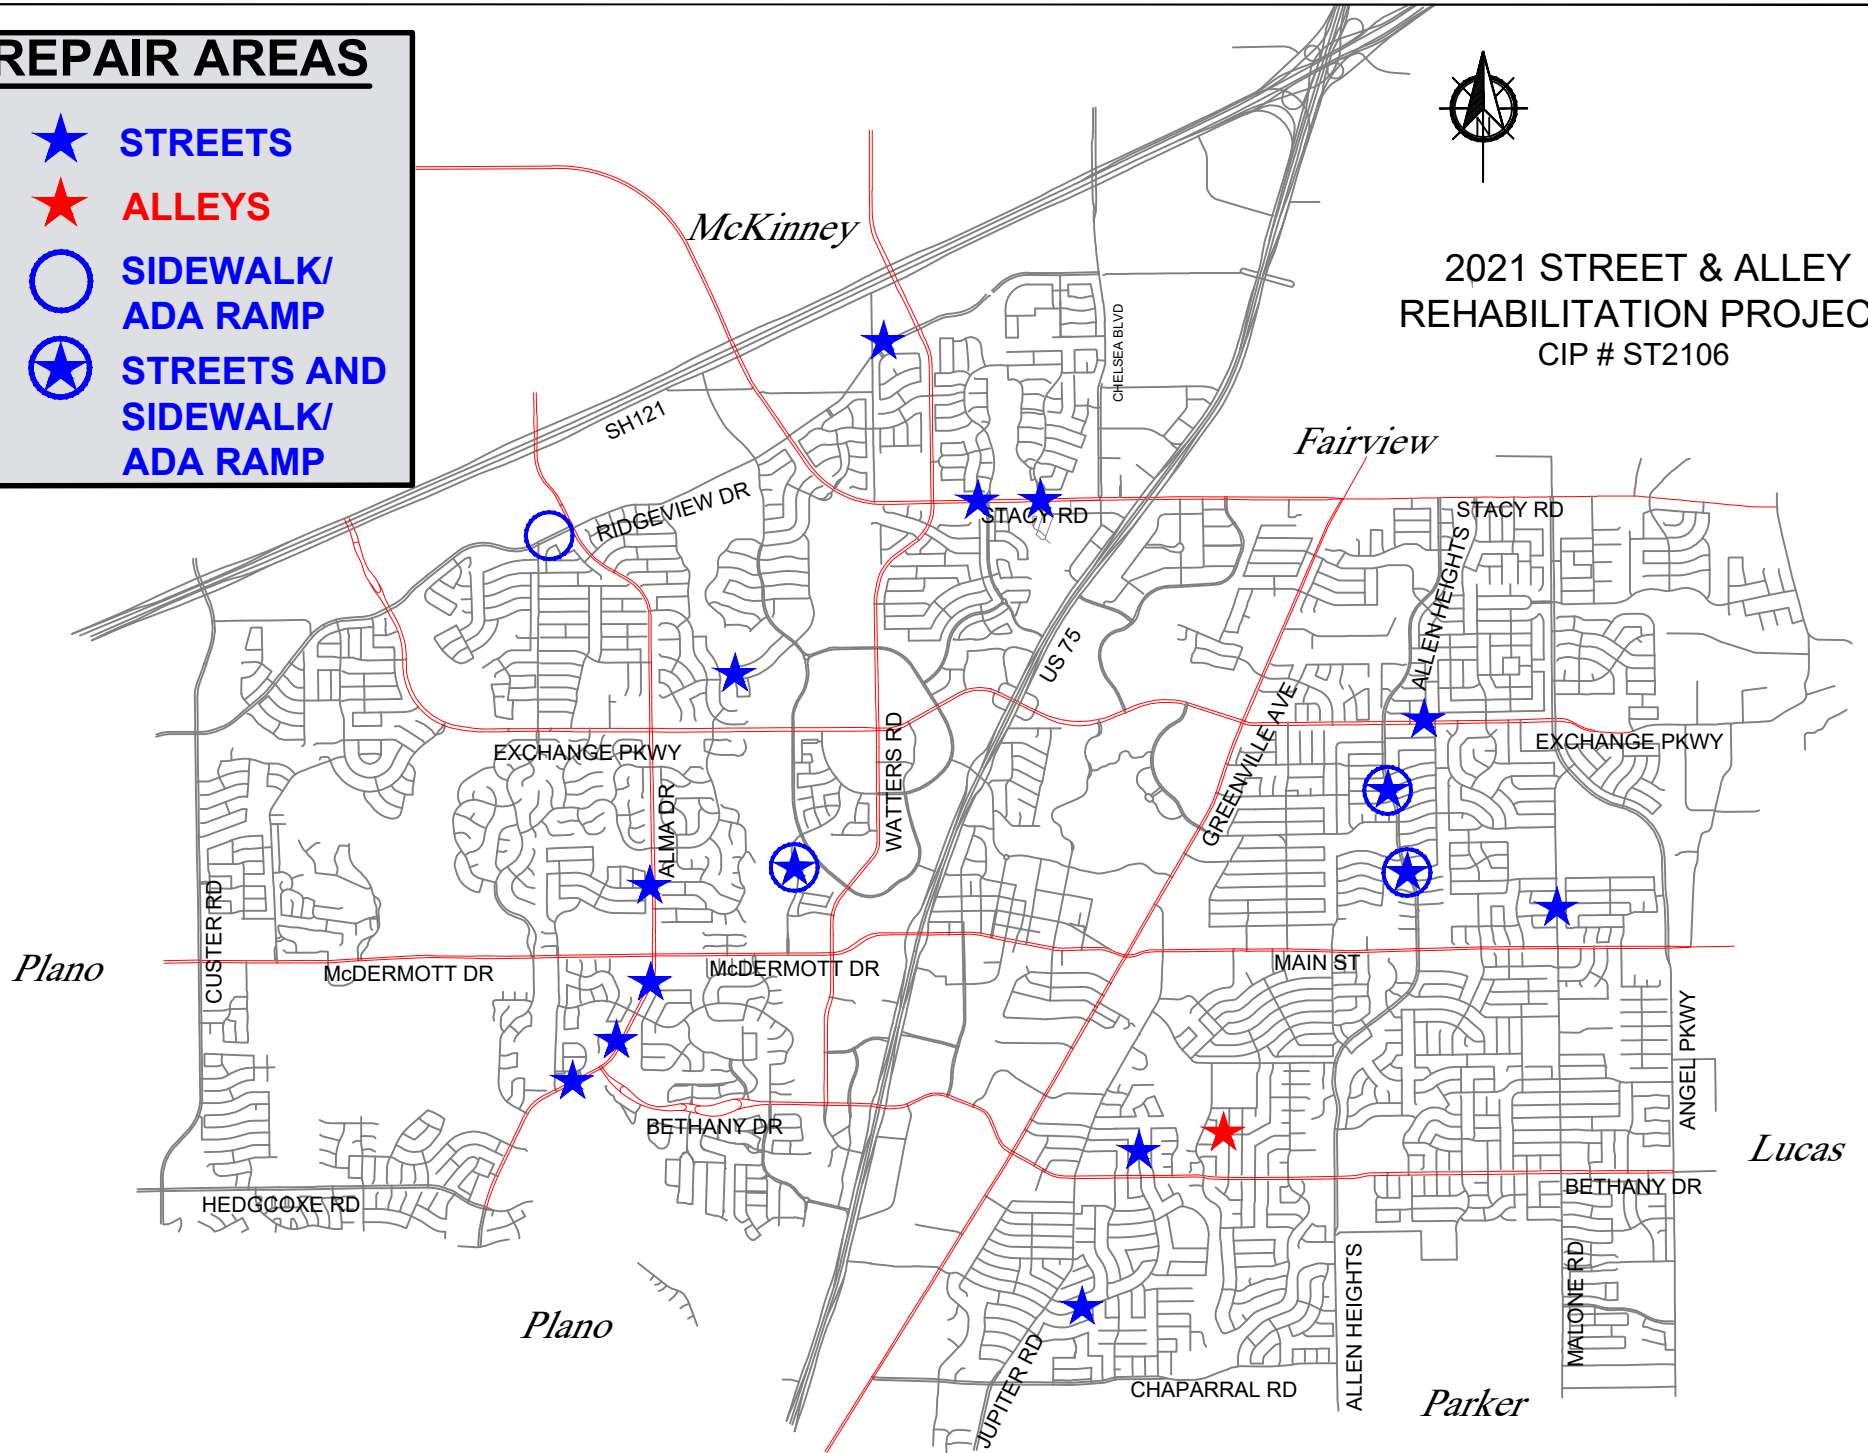 REPAIR AREAS
STREETS
ALLEYS
SIDEWALK/
ADA RAMP
STREETS AND
SIDEWALK/
ADA RAMP
N
2021 STREET & ALLEY
REHABILITATION PROJEC
CIP # ST2106
McKinney
CHELSEA BLVD
SH121
Fairview
RIDGEVIEW DR
STACY RD
STACY RD
ALLEN HEIGHTS
US 75
GREENVILLE AVE
EXCHANGE PKWY
EXCHANGE PKWY
WATTERS RD
ALMA DR
CUSTER RD
Plano
McDERMOTT DR
McDERMOTT DR
MAIN ST
ANGEL PKWY
BETHANY DR
Lucas
BETHANY DR
HEDGCOXE RD
Plano
ALLEN HEIGHTS
MALONE RD
JUPITER RD
CHAPARRAL RD
Parker